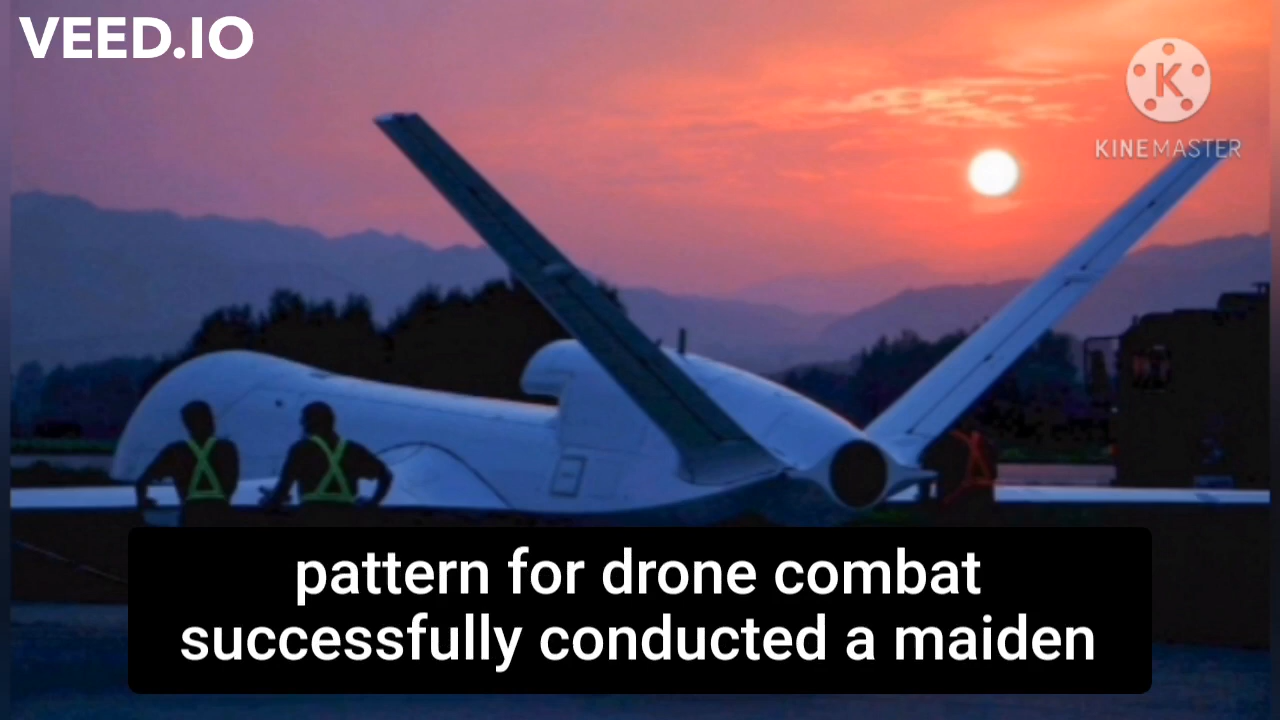 VEED.IO
K
KINEMASTER
pattern for drone combat
successfully conducted a maiden